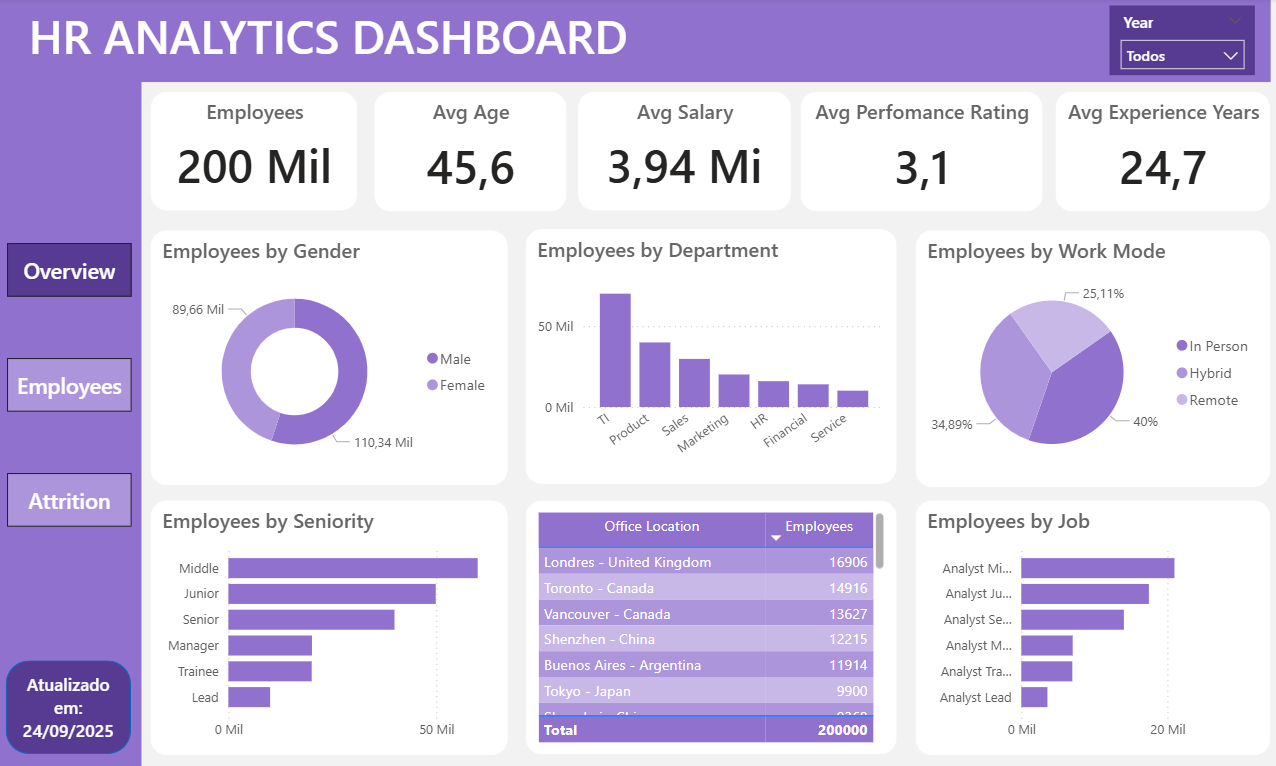 HR ANALYTICS DASHBOARD
Year
Todos
Employees
200 Mil
Avg Age
45,6
Avg Salary
3,94 Mi
Avg Perfomance Rating
3,1
Avg Experience Years
24,7
Overview
Employees
Attrition
Atualizado
em:
24/09/2025
Employees by Gender
89,66 Mil
110,34 Mil
Male
Female
Employees by Department
50 Mil
0 Mil
TI
Product
Sales
Marketing
HR
Financial
Service
Employees by Work Mode
25,11%
34,89%
40%
In Person
Hybrid
Remote
Employees by Seniority
Middle
Junior
Senior
Manager
Trainee
Lead
0 Mil 50 Mil
Office Location Employees
Londres - United Kingdom 16906
Toronto - Canada 14916
Vancouver - Canada 13627
Shenzhen - China 12215
Buenos Aires - Argentina 11914
Tokyo - Japan 9900
Total 200000
Employees by Job
Analyst Mi...
Analyst Ju...
Analyst Se...
Analyst M...
Analyst Tra...
Analyst Lead
0 Mil 20 Mil